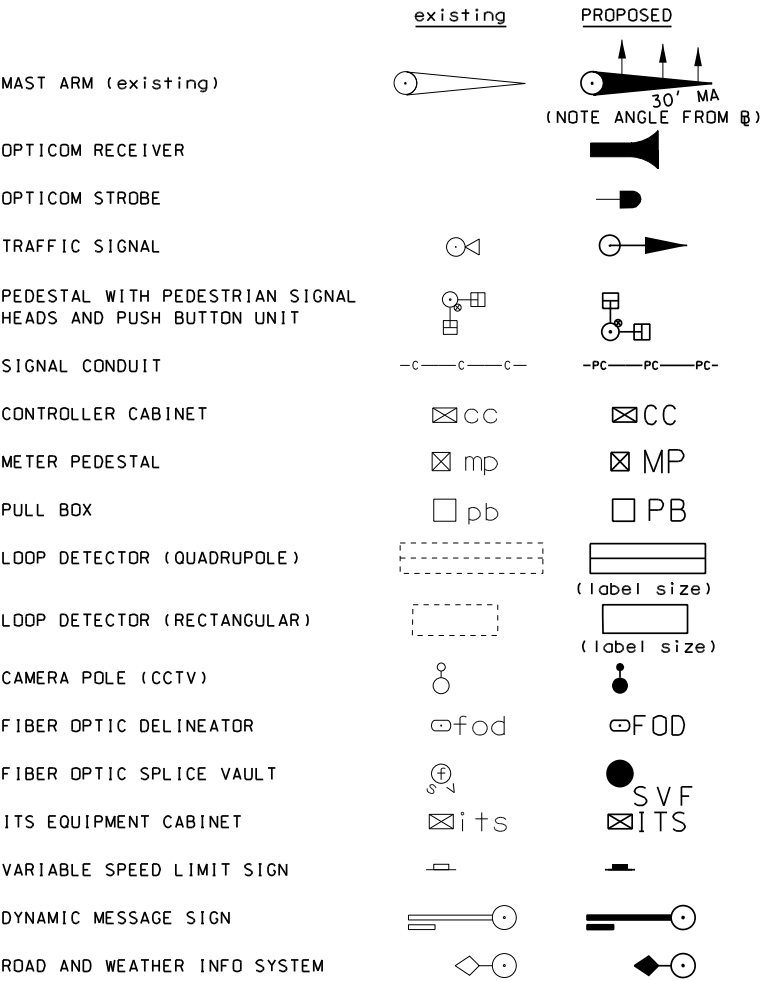 existing PROPOSED
MAST ARM (existing)
30' MA
(NOTE ANGLE FROM BL)
OPTICOM RECEIVER
OPTICOM STROBE
TRAFFIC SIGNAL
PEDESTAL WITH PEDESTRIAN SIGNAL
HEADS AND PUSH BUTTON UNIT
SIGNAL CONDUIT C C C PC PC PC
CONTROLLER CABINET cc CC
METER PEDESTAL mp MP
PULL BOX pb PB
LOOP DETECTOR (QUADRUPOLE)
(label size)
LOOP DETECTOR (RECTANGULAR)
(label size)
CAMERA POLE (CCTV)
FIBER OPTIC DELINEATOR fod FOD
FIBER OPTIC SPLICE VAULT f
S V SVF
ITS EQUIPMENT CABINET its ITS
VARIABLE SPEED LIMIT SIGN
DYNAMIC MESSAGE SIGN
ROAD AND WEATHER INFO SYSTEM